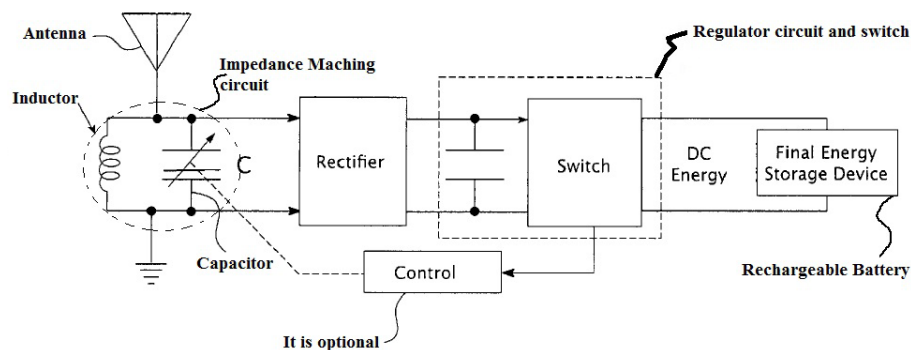 Antenna
Regulator circuit and switch
Impedance Maching
circuit
Inductor
C
Rectifier
Switch
DC
Energy
Final Energy
Storage Device
Capacitor
Control
Rechargeable Battery
It is optional